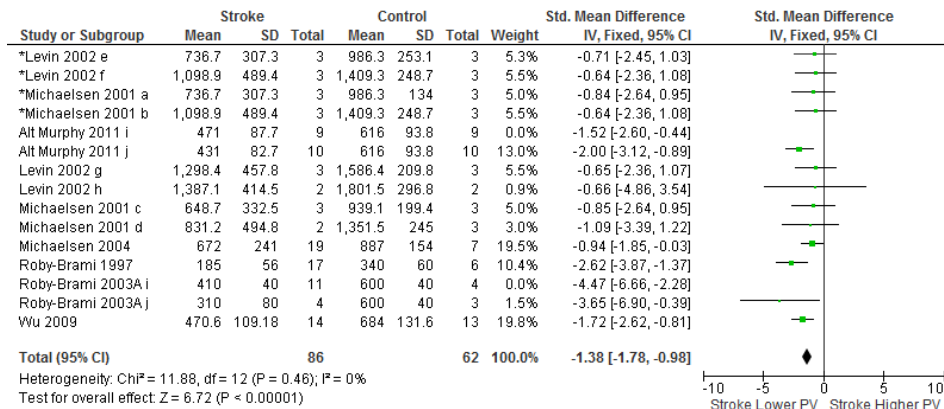 Stroke Control Std. Mean Difference Std. Mean Difference
Study or Subgroup Mean SD Total Mean SD Total Weight IV, Fixed, 95% CI IV, Fixed, 95% CI
*Levin 2002 e 736.7 307.3 3 986.3 253.1 3 5.3% -0.71 [-2.45, 1.03]
*Levin 2002 f 1,098.9 489.4 3 1,409.3 248.7 3 5.5% -0.64 [-2.36, 1.08]
*Michaelsen 2001 a 736.7 307.3 3 986.3 134 3 5.0% -0.84 [-2.64, 0.95]
*Michaelsen 2001 b 1,098.9 489.4 3 1,409.3 248.7 3 5.5% -0.64 [-2.36, 1.08]
Alt Murphy 2011 i 471 87.7 9 616 93.8 9 0.0% -1.52 [-2.60, -0.44]
Alt Murphy 2011 j 431 82.7 10 616 93.8 10 13.0% -2.00 [-3.12, -0.89]
Levin 2002 g 1,298.4 457.8 3 1,586.4 209.8 3 5.5% -0.65 [-2.36, 1.07]
Levin 2002 h 1,387.1 414.5 2 1,801.5 296.8 2 0.9% -0.66 [-4.86, 3.54]
Michaelsen 2001 c 648.7 332.5 3 939.1 199.4 3 5.0% -0.85 [-2.64, 0.95]
Michaelsen 2001 d 831.2 494.8 2 1,351.5 245 3 3.0% -1.09 [-3.39, 1.22]
Michaelsen 2004 672 241 19 887 154 7 19.5% -0.94 [-1.85, -0.03]
Roby-Brami 1997 185 56 17 340 60 6 10.4% -2.62 [-3.87, -1.37]
Roby-Brami 2003A i 410 40 11 600 40 4 0.0% -4.47 [-6.66, -2.28]
Roby-Brami 2003A j 310 80 4 600 40 3 1.5% -3.65 [-6.90, -0.39]
Wu 2009 470.6 109.18 14 684 131.6 13 19.8% -1.72 [-2.62, -0.81]
Total (95% CI) 86 62 100.0% -1.38 [-1.78, -0.98]
Heterogeneity: Chi² = 11.88, df = 12 (P = 0.46); I² = 0%
Test for overall effect: Z = 6.72 (P < 0.00001)
-10 -5 0 5 10
Stroke Lower PV Stroke Higher PV